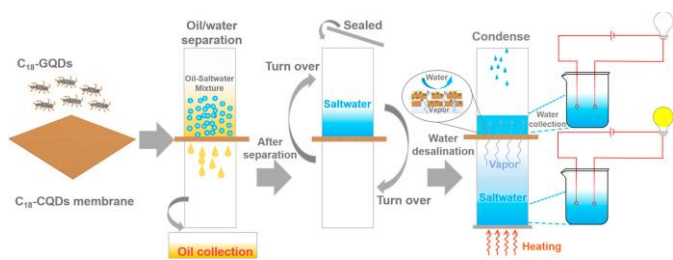 C18-GQDs
C18-CQDs membrane
Oil/water
separation
Oil-Saltwater
Mixture
Oil collection
After
separation
Sealed
Turn over
Saltwater
Turn over
Water
desalination
Condense
Water
Vapor
Water
collection
Vapor
Saltwater
Heating